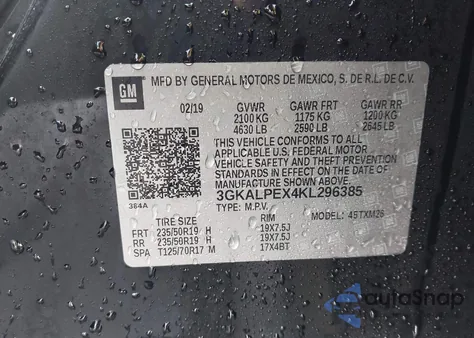 GM
MFD BY GENERAL MOTORS DE MEXICO, S. DE R.L. DE C.V.
02/19 GVWR GAWR FRT GAWR RR
2100 KG 1175 KG 1200 KG
4630 LB 2590 LB 2645 LB
THIS VEHICLE CONFORMS TO ALL
APPLICABLE U.S. FEDERAL MOTOR
VEHICLE SAFETY AND THEFT PREVENTION
STANDARDS IN EFFECT ON THE DATE OF
MANUFACTURE SHOWN ABOVE.
3GKALPEX4KL296385
384A TYPE: M.P.V. MODEL: 45TXM26
TIRE SIZE RIM
FRT 235/50R19 H 19X7.5J
RR 235/50R19 H 19X7.5J
SPA T125/70R17 M 17X4BT
autoSnap